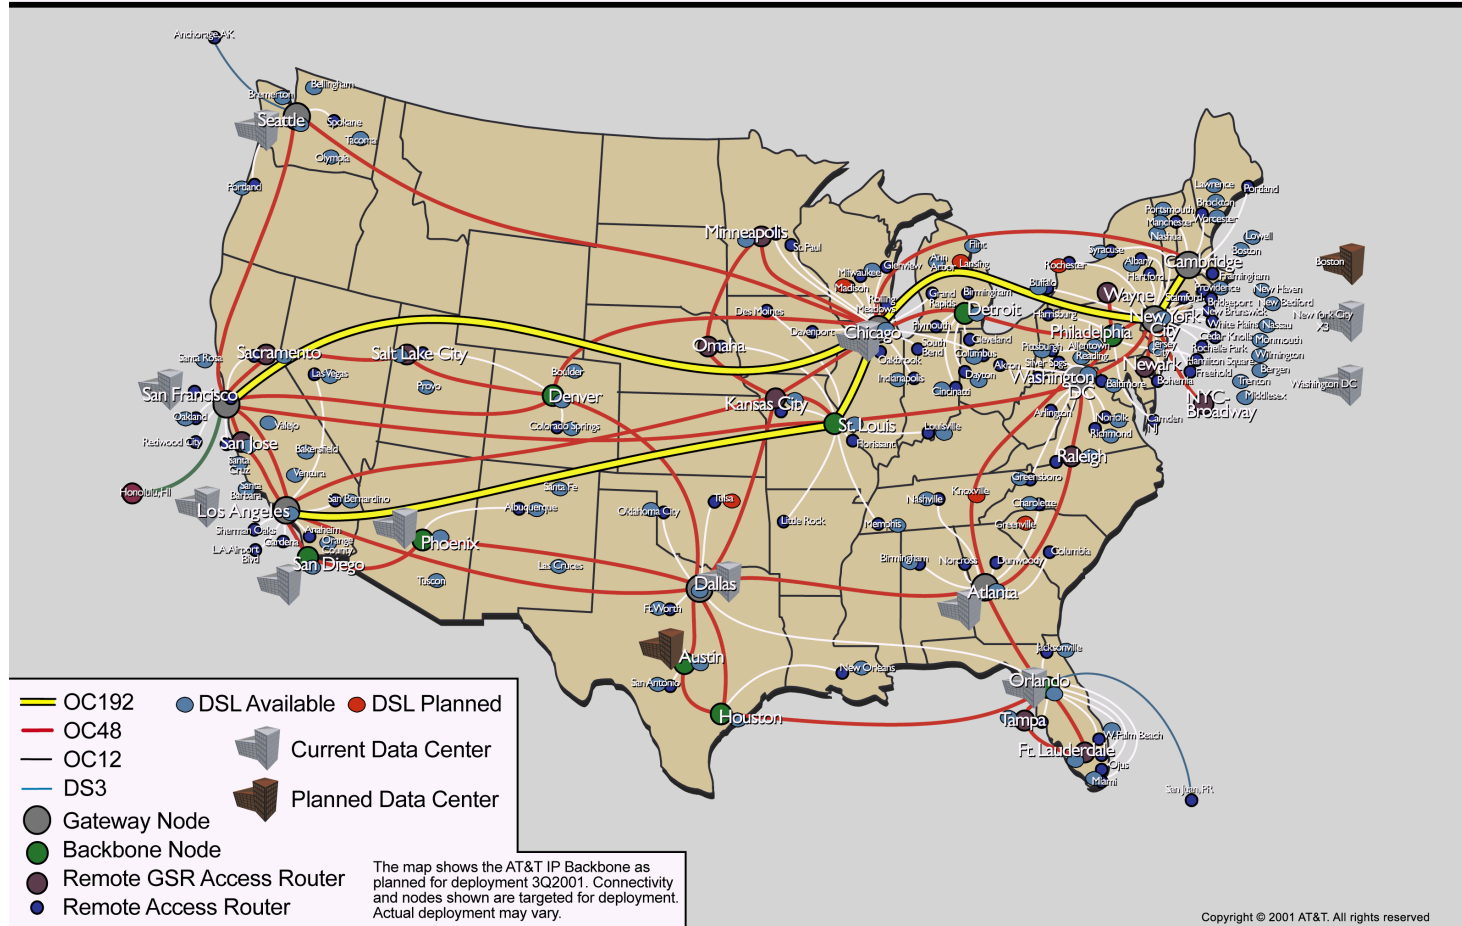 Anchorage AK
Bellingham
Bremerton
Seattle
Spokane
Tacoma
Olympia
Portland
Minneapolis
St. Paul
Milwaukee
Glenview
Madison
Rolling
Meadows
Ann
Arbor
Lansing
Flint
Grand
Rapids
Birmingham
Detroit
Plymouth
Cleveland
Columbus
Akron
Dayton
Cincinnati
South
Bend
Oakbrook
Indianapolis
Chicago
Davenport
Des Moines
Omaha
Kansas City
St. Louis
Florissant
Louisville
Lawrence
Portland
Brockton
Portsmouth
Manchester
Worcester
Nashua
Lowell
Boston
Syracuse
Rochester
Albany
Hartford
Buffalo
Cambridge
Framingham
Providence
New Haven
Stamford
Bridgeport
New Bedford
New Brunswick
White Plains
Nassau
Cedar Knolls
Monmouth
Rochelle Park
Wilmington
Hamilton Square
Bergen
Freehold
Trenton
Middlesex
Wayne
New York
City
Jersey
City
Harrisburg
Philadelphia
Allentown
Reading
Pittsburgh
Silver Spgs
Newark
Washington
DC
Baltimore
Bohemia
NYC-
Broadway
Camden
NJ
Arlington
Norfolk
Richmond
Raleigh
Greensboro
Charlotte
Knoxville
Greenville
Nashville
Memphis
Birmingham
Norcross
Dunwoody
Columbia
Atlanta
Boston
New York City
X3
Washington DC
Santa Rosa
Sacramento
Salt Lake City
Las Vegas
Provo
Boulder
Denver
Colorado Springs
San Francisco
Oakland
Vallejo
Redwood City
San Jose
Bakersfield
Santa
Cruz
Ventura
Santa
Barbara
San Bernardino
Honolulu, HI
Los Angeles
Sherman Oaks
Anaheim
Gardena
Orange
County
L.A. Airport
Blvd
San Diego
Phoenix
Tuscon
Santa Fe
Albuquerque
Las Cruces
Oklahoma City
Tulsa
Little Rock
Dallas
Ft. Worth
Austin
San Antonio
Houston
New Orleans
Jacksonville
Orlando
Tampa
W. Palm Beach
Ft. Lauderdale
Ojus
Miami
San Juan, PR
OC192
OC48
OC12
DS3
Gateway Node
Backbone Node
Remote GSR Access Router
Remote Access Router
DSL Available
DSL Planned
Current Data Center
Planned Data Center
The map shows the AT&T IP Backbone as
planned for deployment 3Q2001. Connectivity
and nodes shown are targeted for deployment.
Actual deployment may vary.
Copyright © 2001 AT&T. All rights reserved